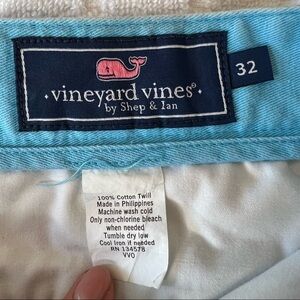 · vineyard vines®
by Shep & Ian
32
100% Cotton Twill
Made in Philippines
Machine wash cold
Only non-chlorine bleach
when needed
Tumble dry low
Cool Iron if needed
RN 134578
VVO